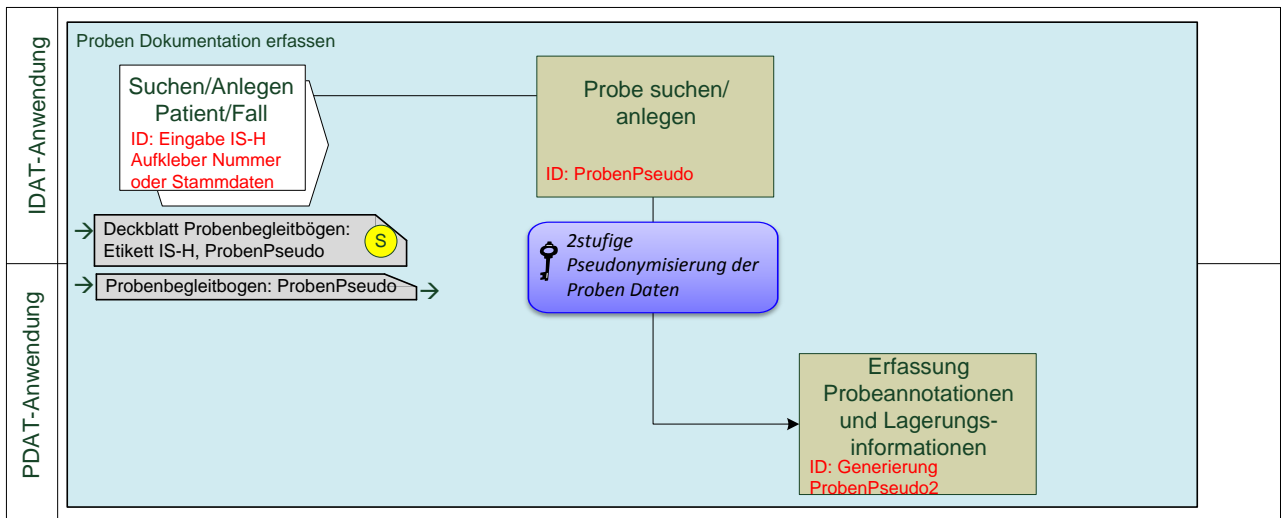 IDAT-Anwendung
Proben Dokumentation erfassen
Suchen/Anlegen
Patient/Fall
ID: Eingabe IS-H
Aufkleber Nummer
oder Stammdaten
Probe suchen/
anlegen
ID: ProbenPseudo
Deckblatt Probenbegleitbögen:
Etikett IS-H, ProbenPseudo
S
2stufige
Pseudonymisierung der
Proben Daten
PDAT-Anwendung
Probenbegleitbogen: ProbenPseudo
Erfassung
Probeannotationen
und Lagerungs-
informationen
ID: Generierung
ProbenPseudo2